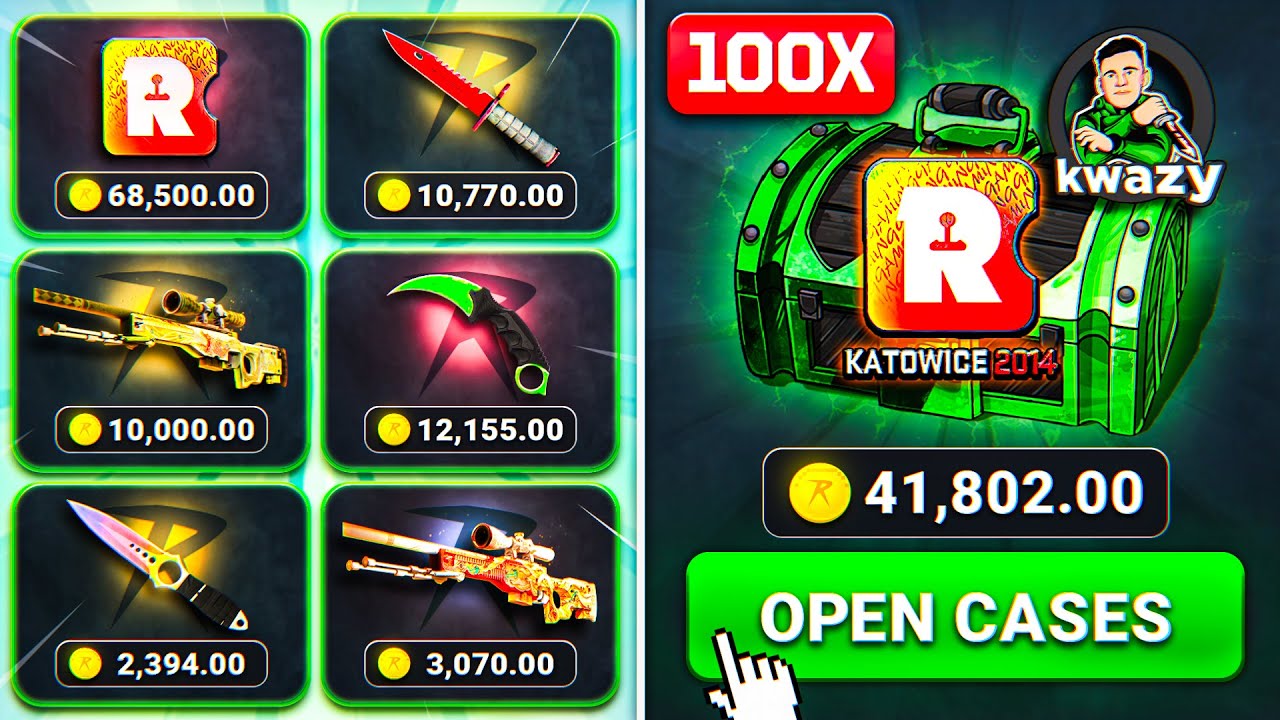 R
68,500.00
10,770.00
10,000.00
12,155.00
2,394.00
3,070.00
100X
kwazy
R
KATOWICE 2014
41,802.00
OPEN CASES